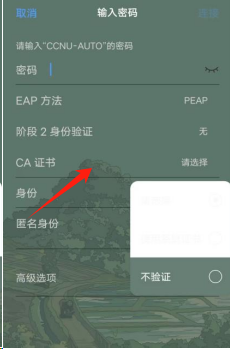 取消 输入密码
请输入“CCNU-AUTO”的密码
密码
EAP 方法 PEAP
阶段 2 身份验证 无
CA 证书 请选择
身份
匿名身份
高级选项 不验证